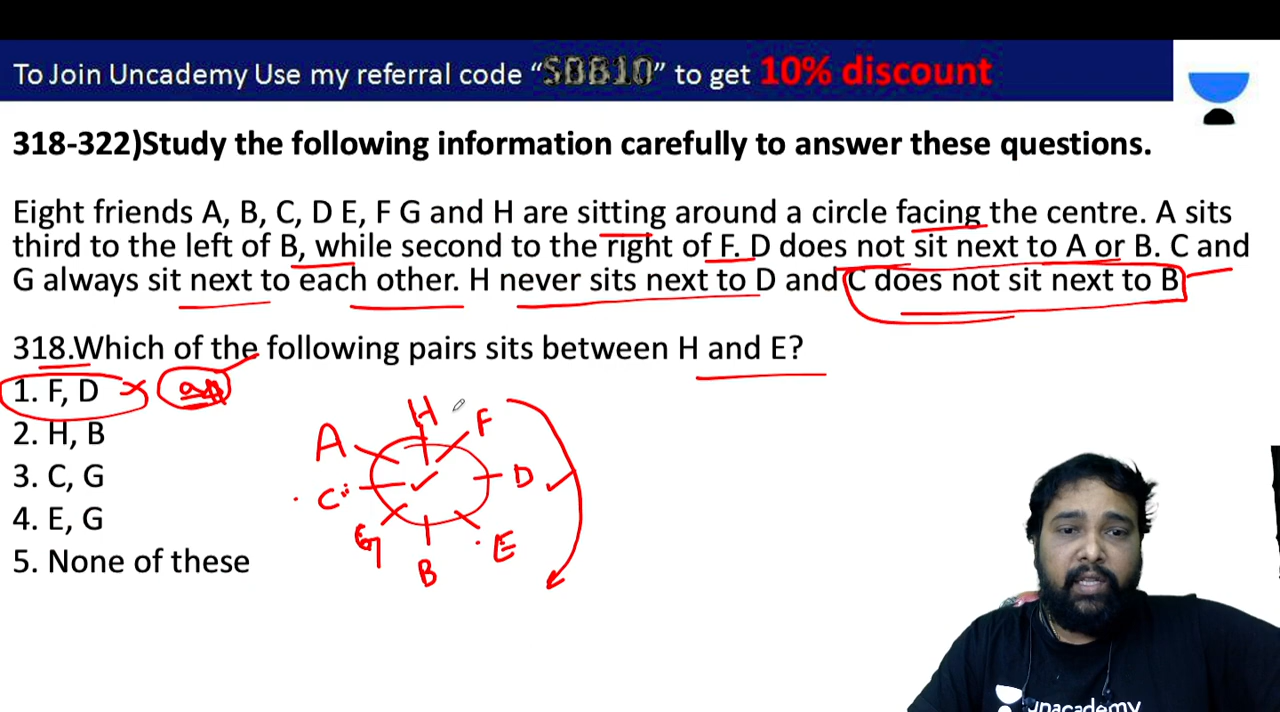 To Join Uncademy Use my referral code “SBB10” to get 10% discount
318-322)Study the following information carefully to answer these questions.
Eight friends A, B, C, D E, F G and H are sitting around a circle facing the centre. A sits
third to the left of B, while second to the right of F. D does not sit next to A or B. C and
G always sit next to each other. H never sits next to D and C does not sit next to B
318.Which of the following pairs sits between H and E?
1. F, D
2. H, B
3. C, G
4. E, G
5. None of these
H
F
A
D
C
G
E
B
unacademy